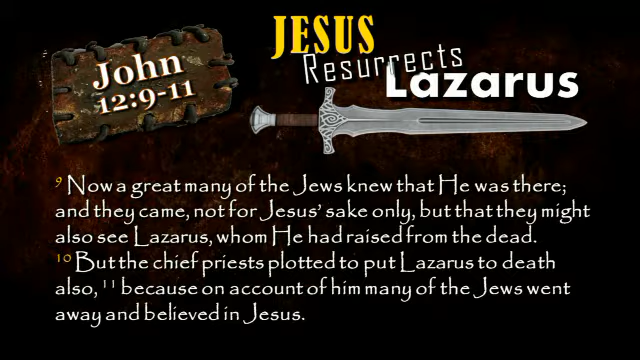 JESUS
Resurrects
Lazarus
John
12:9-11
⁹ Now a great many of the Jews knew that He was there;
and they came, not for Jesus' sake only, but that they might
also see Lazarus, whom He had raised from the dead.
¹⁰ But the chief priests plotted to put Lazarus to death
also, ¹¹ because on account of him many of the Jews went
away and believed in Jesus.